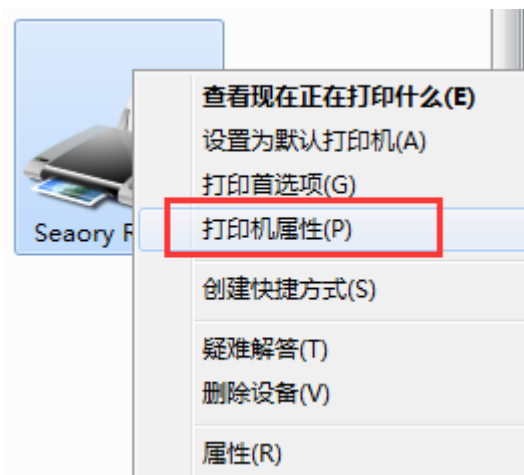 查看现在正在打印什么(E)
设置为默认打印机(A)
打印首选项(G)
Seaory
打印机属性(P)
创建快捷方式(S)
疑难解答(T)
删除设备(V)
属性(R)